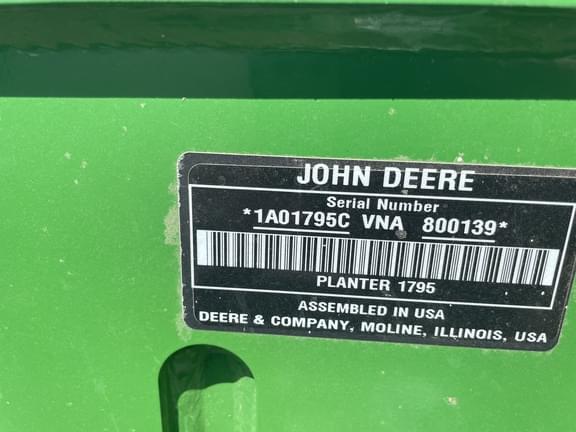 JOHN DEERE
Serial Number
*1A01795C VNA 800139*
PLANTER 1795
ASSEMBLED IN USA
DEERE & COMPANY, MOLINE, ILLINOIS, USA